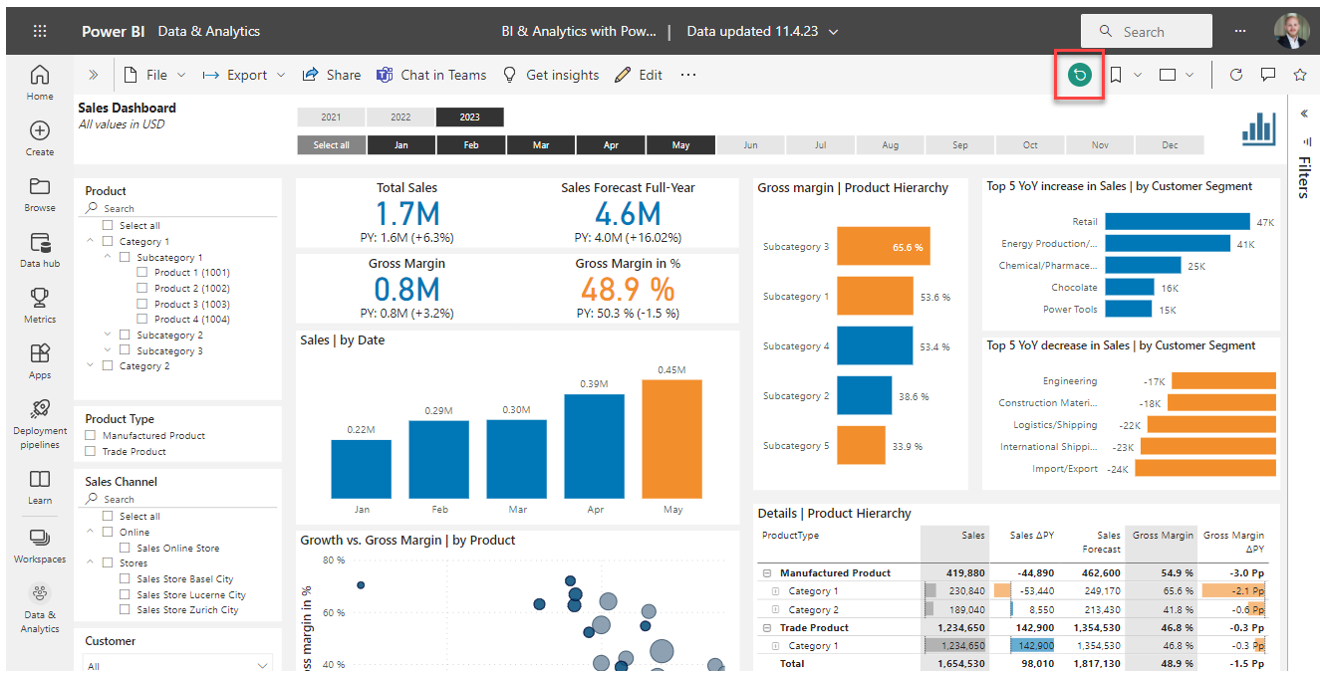 Power BI Data & Analytics BI & Analytics with Pow... | Data updated 11.4.23 Search ...
File Export Share Chat in Teams Get insights Edit ...
Home
Create
Browse
Data hub
Metrics
Apps
Deployment
pipelines
Learn
Workspaces
Data &
Analytics
Sales Dashboard
All values in USD
2021 2022 2023
Select all Jan Feb Mar Apr May Jun Jul Aug Sep Oct Nov Dec
Filters
Product
Search
Select all
Category 1
Subcategory 1
Product 1 (1001)
Product 2 (1002)
Product 3 (1003)
Product 4 (1004)
Subcategory 2
Subcategory 3
Category 2
Product Type
Manufactured Product
Trade Product
Sales Channel
Search
Select all
Online
Sales Online Store
Stores
Sales Store Basel City
Sales Store Lucerne City
Sales Store Zurich City
Customer
All
Total Sales
1.7M
PY: 1.6M (+6.3%)
Sales Forecast Full-Year
4.6M
PY: 4.0M (+16.02%)
Gross Margin
0.8M
PY: 0.8M (+3.2%)
Gross Margin in %
48.9 %
PY: 50.3 % (-1.5 %)
Sales | by Date
0.22M 0.29M 0.30M 0.39M 0.45M
Jan Feb Mar Apr May
Growth vs. Gross Margin | by Product
80 %
60 %
40 %
ss margin in %
Gross margin | Product Hierarchy
Subcategory 3 65.6 %
Subcategory 1 53.6 %
Subcategory 4 53.4 %
Subcategory 2 38.6 %
Subcategory 5 33.9 %
Top 5 YoY increase in Sales | by Customer Segment
Retail 47K
Energy Production/... 41K
Chemical/Pharmace... 25K
Chocolate 16K
Power Tools 15K
Top 5 YoY decrease in Sales | by Customer Segment
Engineering -17K
Construction Materi... -18K
Logistics/Shipping -22K
International Shippi... -23K
Import/Export -24K
Details | Product Hierarchy
ProductType Sales Sales ΔPY Sales Gross Margin Gross Margin
Forecast ΔPY
Manufactured Product 419,880 -44,890 462,600 54.9 % -3.0 Pp
Category 1 230,840 -53,440 249,170 65.6 % -2.1 Pp
Category 2 189,040 8,550 213,430 41.8 % -0.6 Pp
Trade Product 1,234,650 142,900 1,354,530 46.8 % -0.3 Pp
Category 1 1,234,650 142,900 1,354,530 46.8 % -0.3 Pp
Total 1,654,530 98,010 1,817,130 48.9 % -1.5 Pp